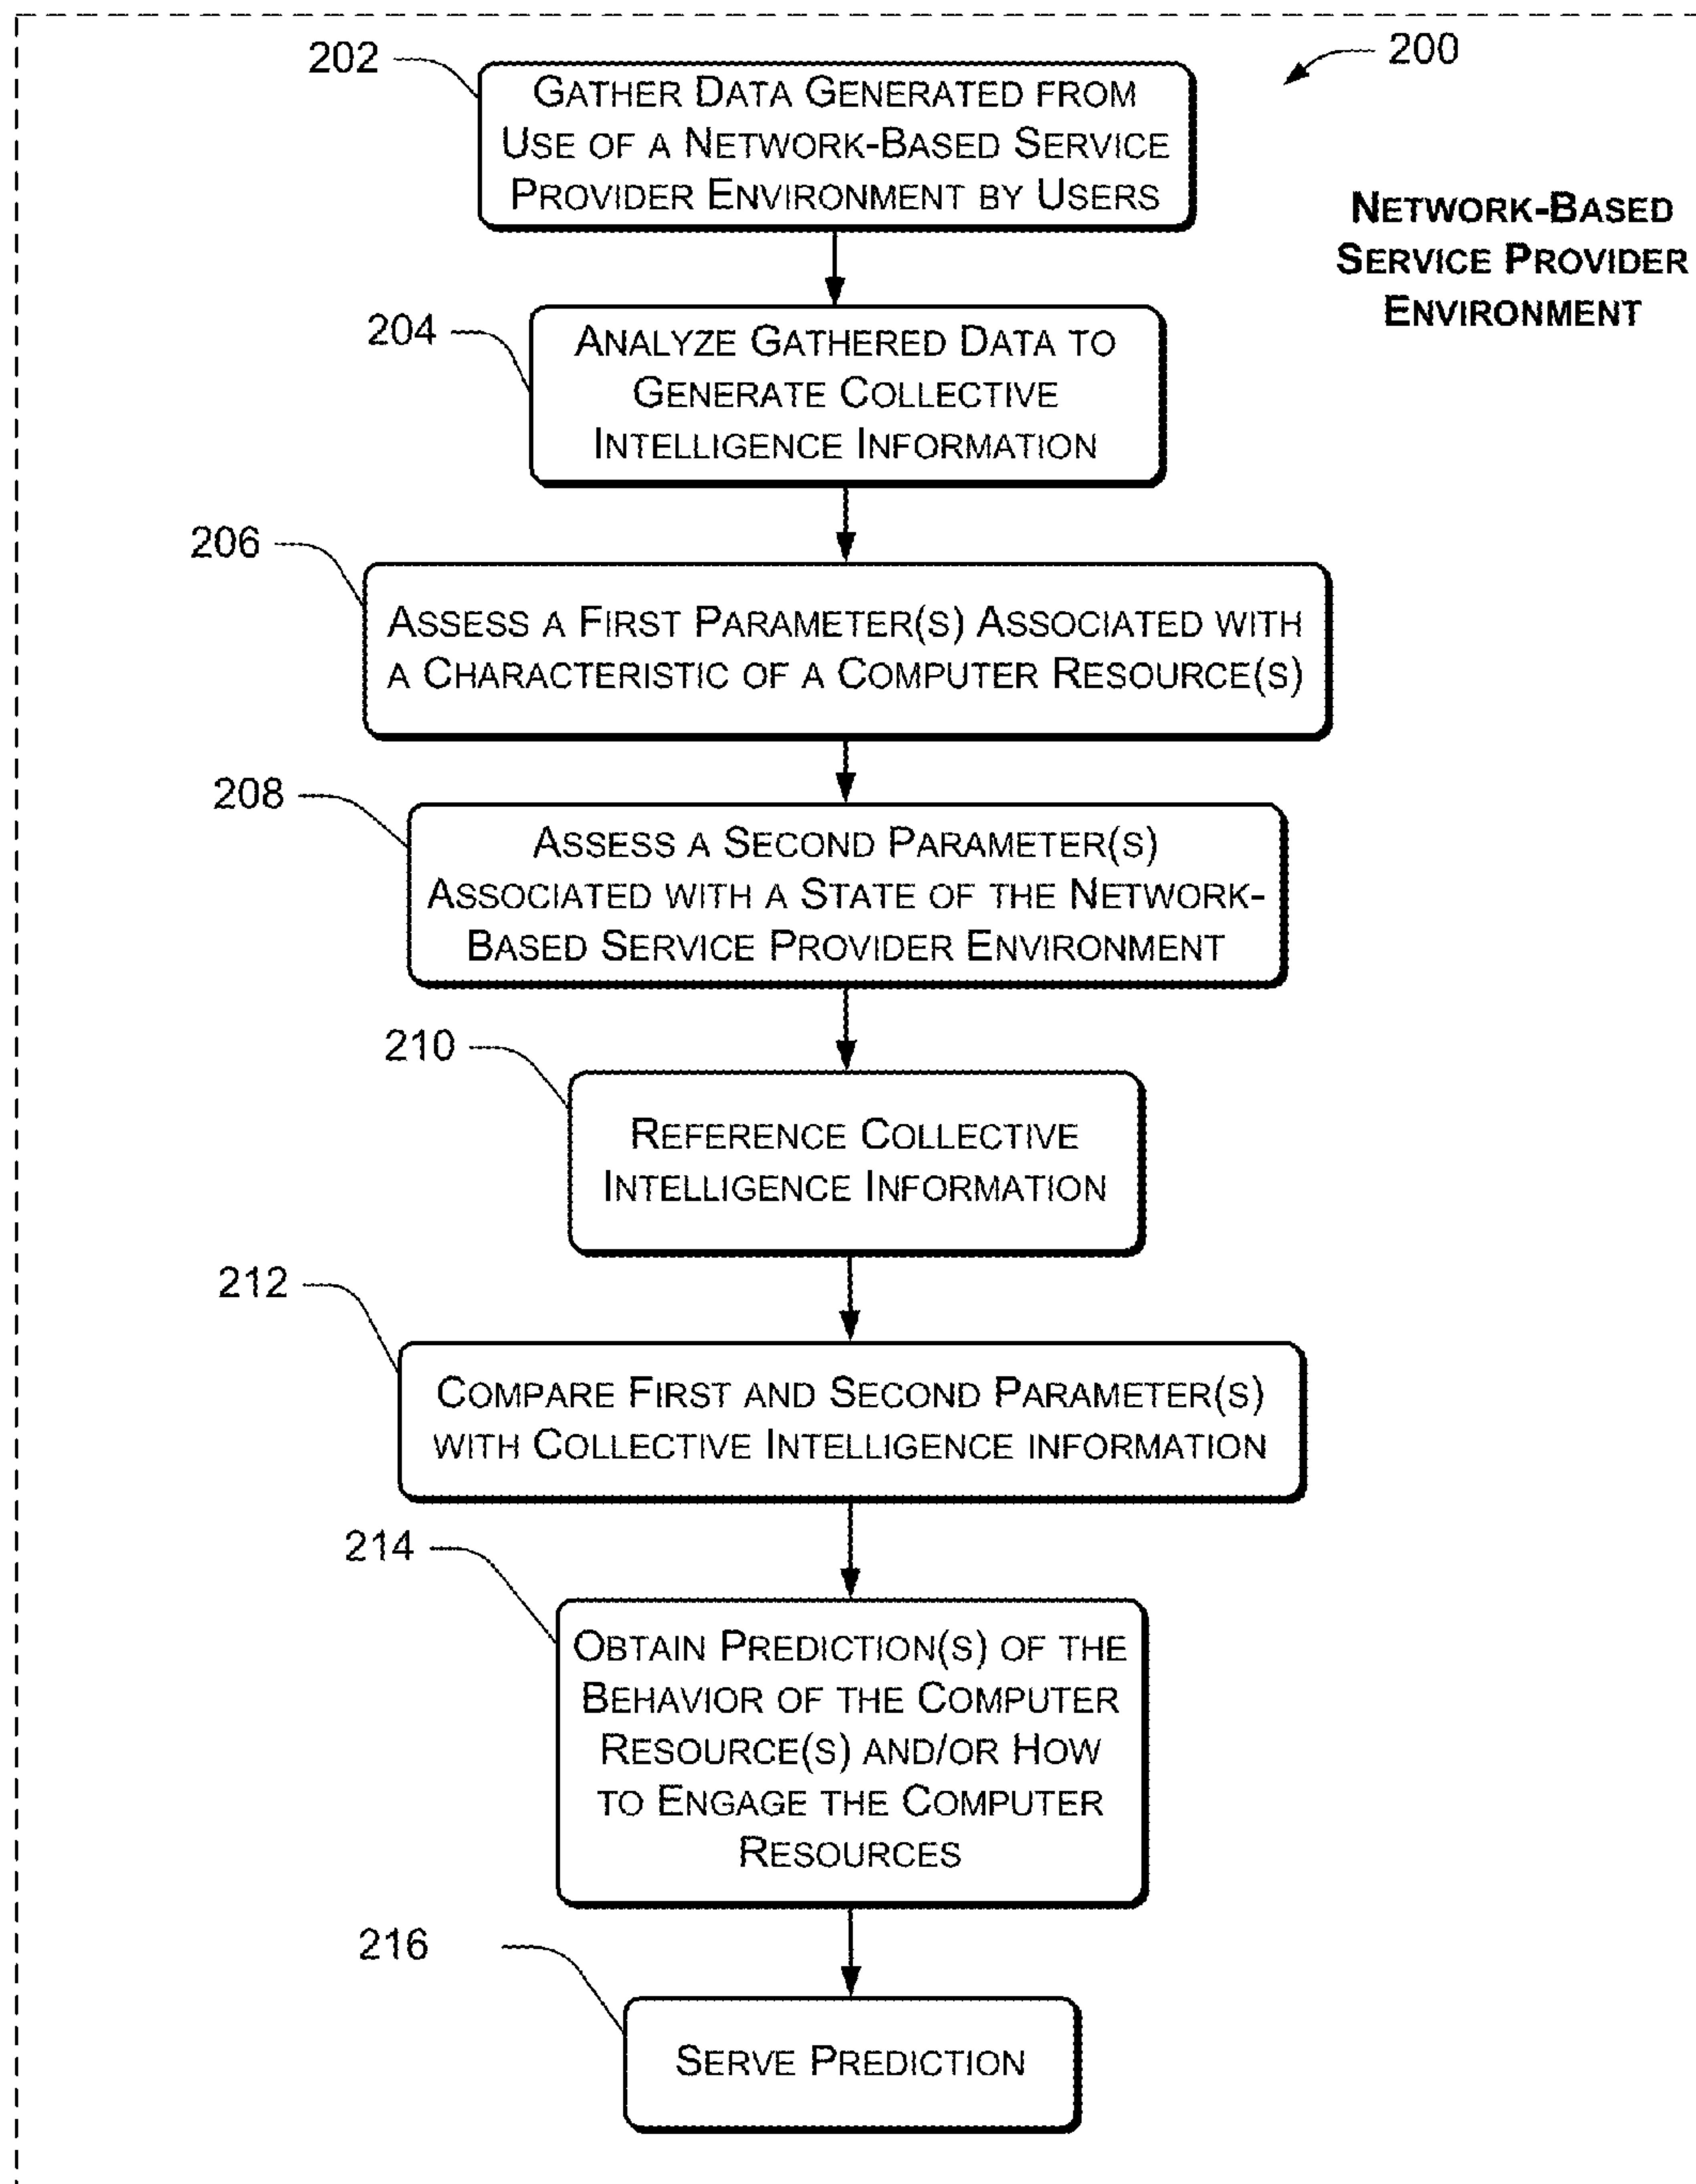 200
202
GATHER DATA GENERATED FROM
USE OF A NETWORK-BASED SERVICE
PROVIDER ENVIRONMENT BY USERS
NETWORK-BASED
SERVICE PROVIDER
ENVIRONMENT
204
ANALYZE GATHERED DATA TO
GENERATE COLLECTIVE
INTELLIGENCE INFORMATION
206
ASSESS A FIRST PARAMETER(S) ASSOCIATED WITH
A CHARACTERISTIC OF A COMPUTER RESOURCE(S)
208
ASSESS A SECOND PARAMETER(S)
ASSOCIATED WITH A STATE OF THE NETWORK-
BASED SERVICE PROVIDER ENVIRONMENT
210
REFERENCE COLLECTIVE
INTELLIGENCE INFORMATION
212
COMPARE FIRST AND SECOND PARAMETER(S)
WITH COLLECTIVE INTELLIGENCE INFORMATION
214
OBTAIN PREDICTION(S) OF THE
BEHAVIOR OF THE COMPUTER
RESOURCE(S) AND/OR HOW
TO ENGAGE THE COMPUTER
RESOURCES
216
SERVE PREDICTION